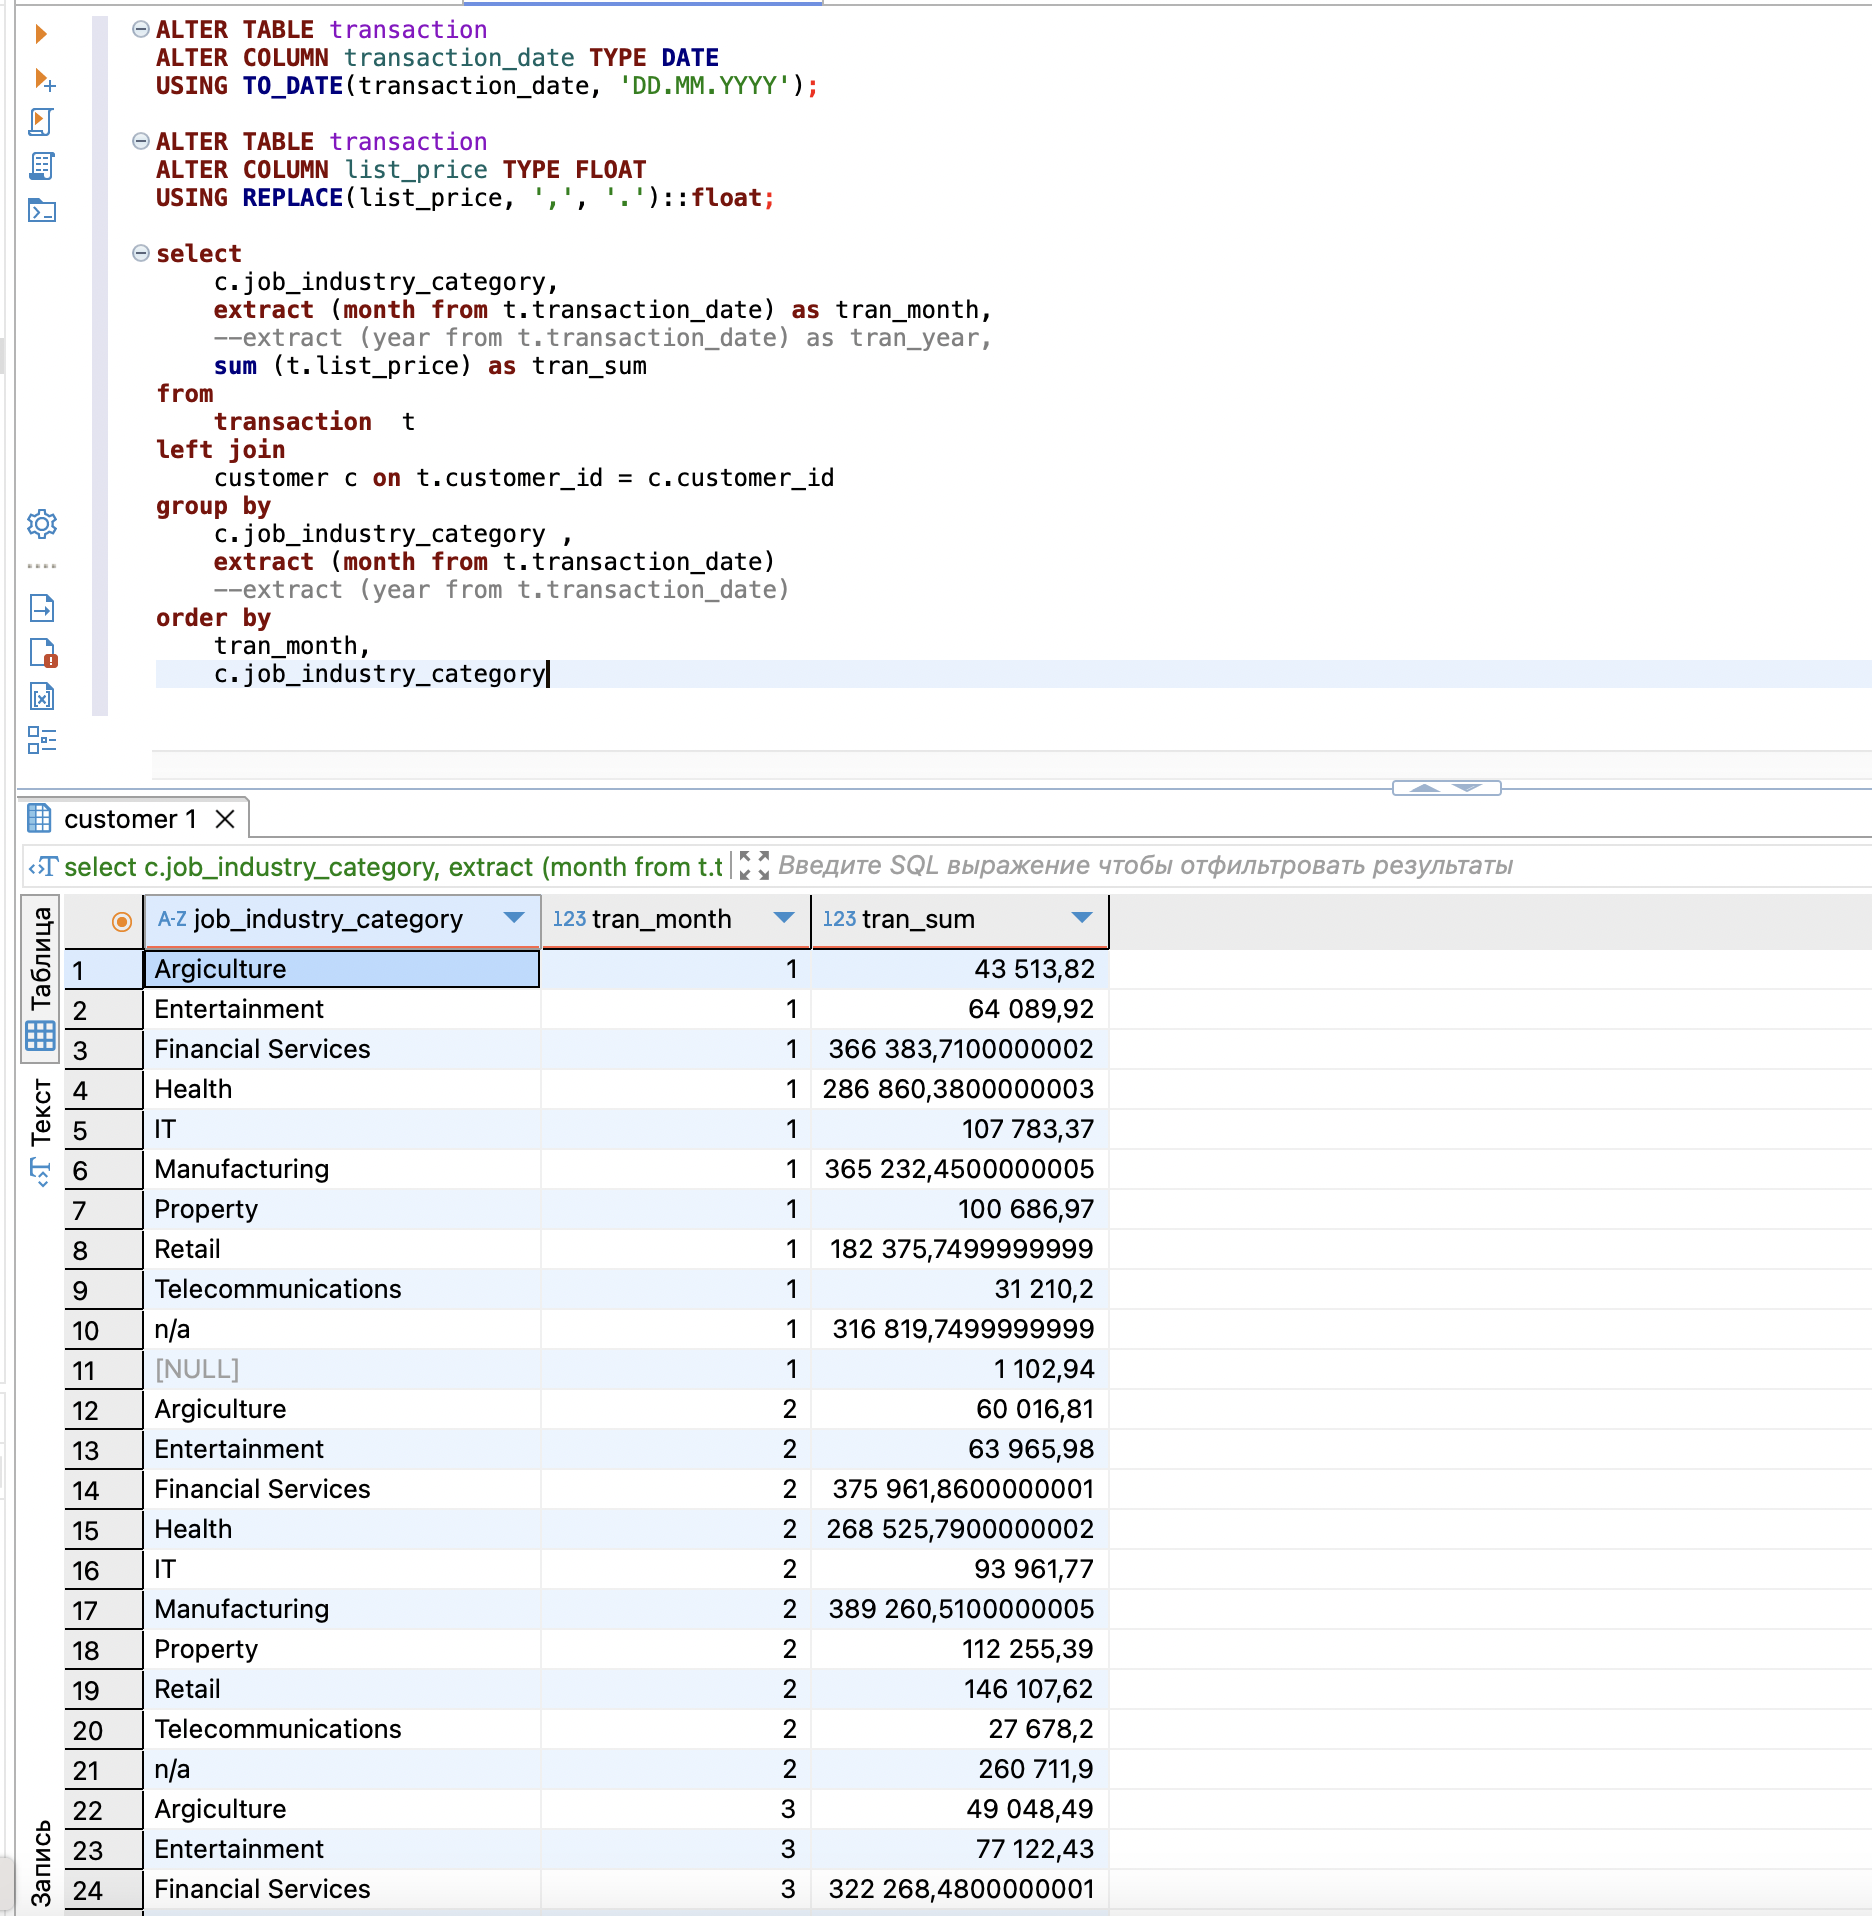 ALTER TABLE transaction
ALTER COLUMN transaction_date TYPE DATE
USING TO_DATE(transaction_date, 'DD.MM.YYYY');
ALTER TABLE transaction
ALTER COLUMN list_price TYPE FLOAT
USING REPLACE(list_price, ',', '.')::float;
select
c.job_industry_category,
extract (month from t.transaction_date) as tran_month,
--extract (year from t.transaction_date) as tran_year,
sum (t.list_price) as tran_sum
from
transaction  t
left join
customer c on t.customer_id = c.customer_id
group by
c.job_industry_category ,
extract (month from t.transaction_date)
--extract (year from t.transaction_date)
order by
tran_month,
c.job_industry_category
customer 1
select c.job_industry_category, extract (month from t.t Введите SQL выражение чтобы отфильтровать результаты
Таблица
Текст
Запись
A-Z job_industry_category 123 tran_month 123 tran_sum
1 Argiculture 1 43 513,82
2 Entertainment 1 64 089,92
3 Financial Services 1 366 383,7100000002
4 Health 1 286 860,3800000003
5 IT 1 107 783,37
6 Manufacturing 1 365 232,4500000005
7 Property 1 100 686,97
8 Retail 1 182 375,7499999999
9 Telecommunications 1 31 210,2
10 n/a 1 316 819,7499999999
11 [NULL] 1 1 102,94
12 Argiculture 2 60 016,81
13 Entertainment 2 63 965,98
14 Financial Services 2 375 961,8600000001
15 Health 2 268 525,7900000002
16 IT 2 93 961,77
17 Manufacturing 2 389 260,5100000005
18 Property 2 112 255,39
19 Retail 2 146 107,62
20 Telecommunications 2 27 678,2
21 n/a 2 260 711,9
22 Argiculture 3 49 048,49
23 Entertainment 3 77 122,43
24 Financial Services 3 322 268,4800000001